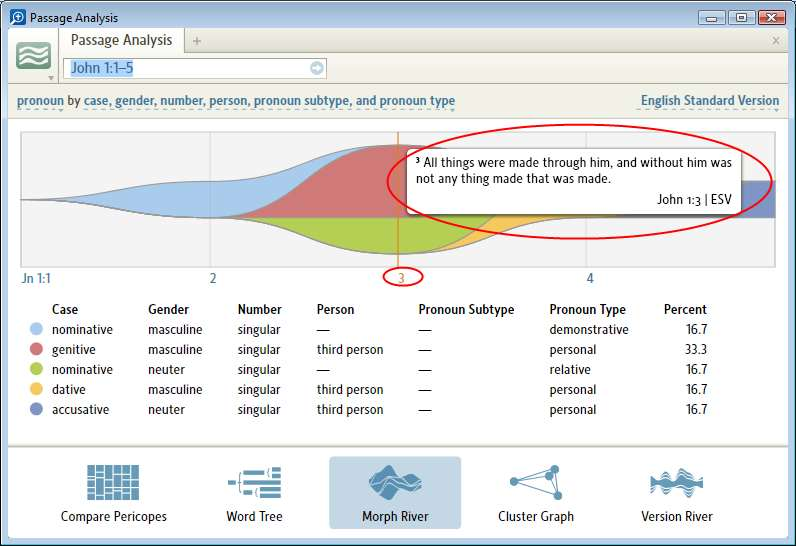 Passage Analysis
Passage Analysis
John 1:1–5
pronoun by case, gender, number, person, pronoun subtype, and pronoun type English Standard Version
3 All things were made through him, and without him was
not any thing made that was made.
John 1:3 | ESV
Jn 1:1 2 3 4
Case Gender Number Person Pronoun Subtype Pronoun Type Percent
nominative masculine singular — — demonstrative 16.7
genitive masculine singular third person — personal 33.3
nominative neuter singular — — relative 16.7
dative masculine singular third person — personal 16.7
accusative neuter singular third person — personal 16.7
Compare Pericopes Word Tree Morph River Cluster Graph Version River